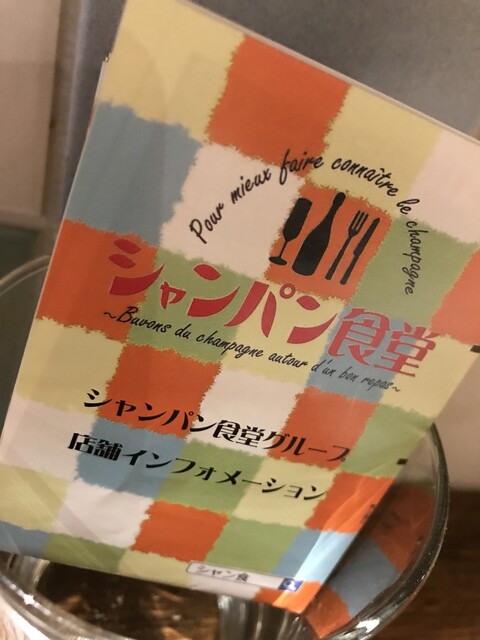 Pour mieux faire connaître le champagne
シャンパン食堂
~Buvons du champagne autour d'un bon repas~
シャンパン食堂グループ
店舗インフォメーション
シャン食